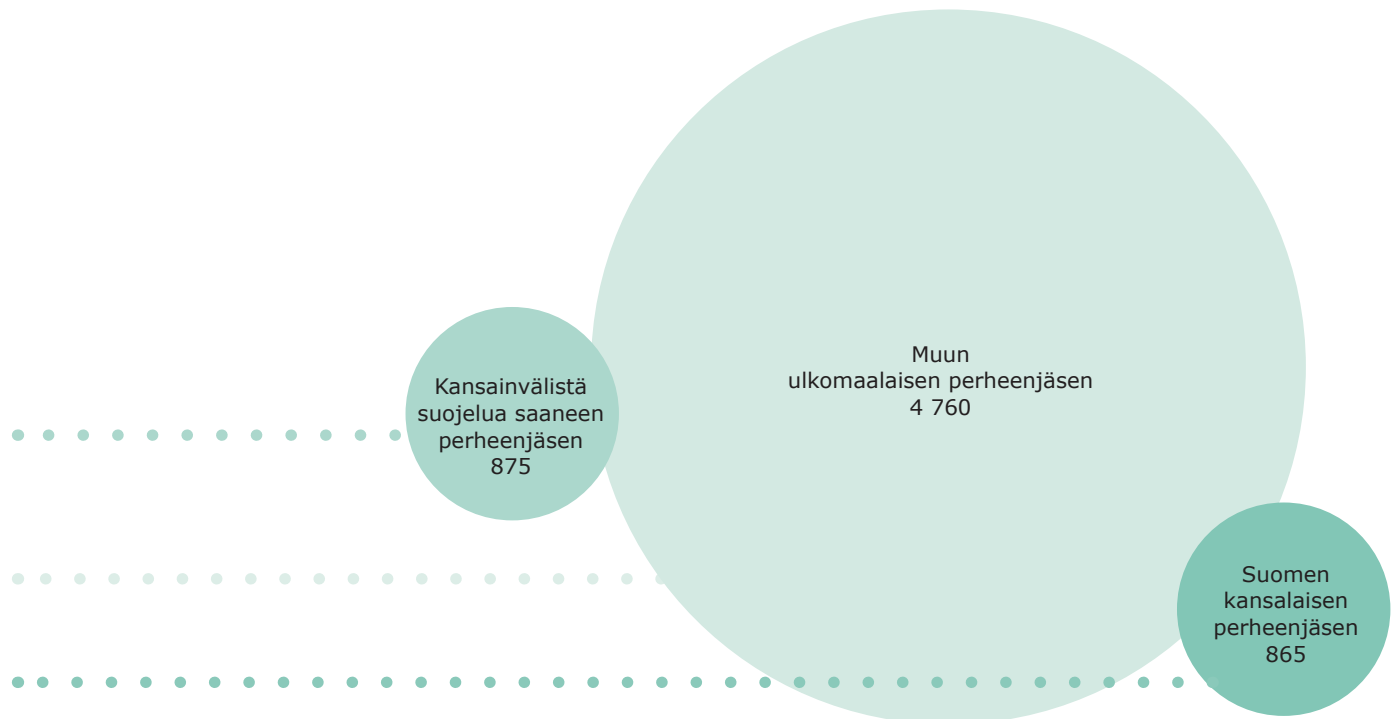 Muun
ulkomaalaisen perheenjäsen
4 760
Kansainvälistä
suojelua saaneen
perheenjäsen
875
Suomen
kansalaisen
perheenjäsen
865